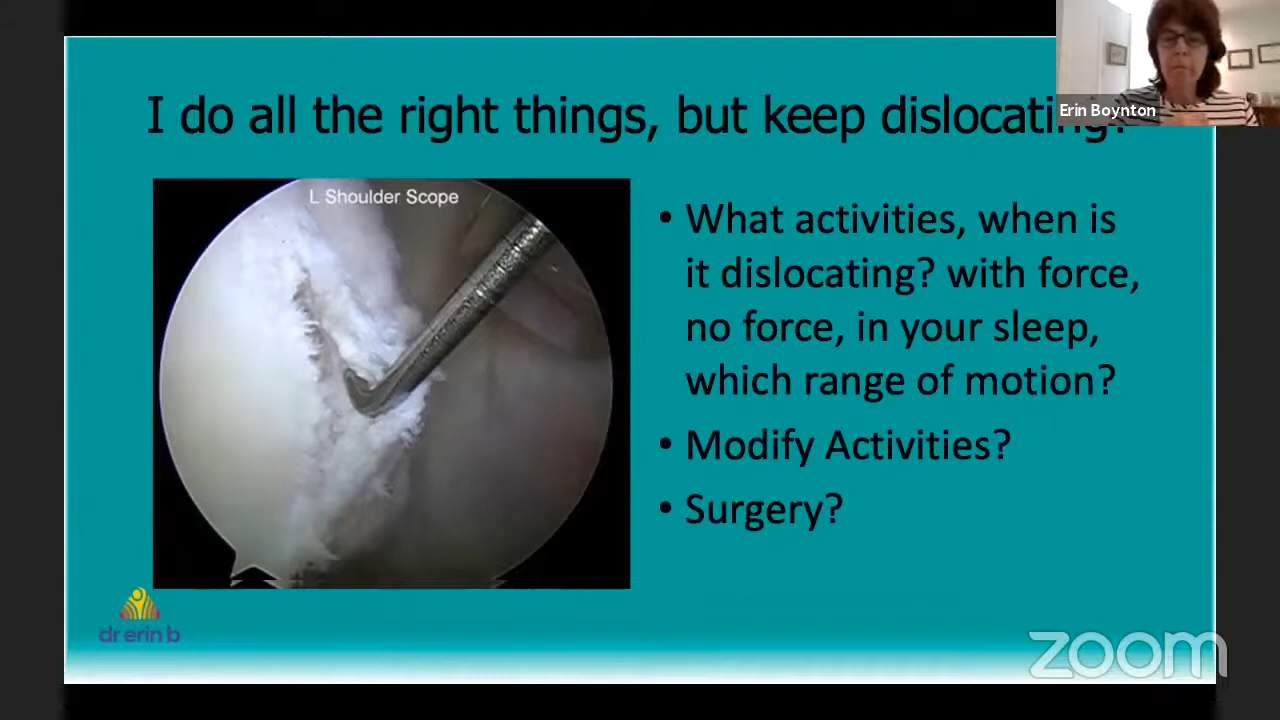 I do all the right things, but keep dislocating?
Erin Boynton
L Shoulder Scope
• What activities, when is
it dislocating? with force,
no force, in your sleep,
which range of motion?
• Modify Activities?
• Surgery?
dr erin b
zoom